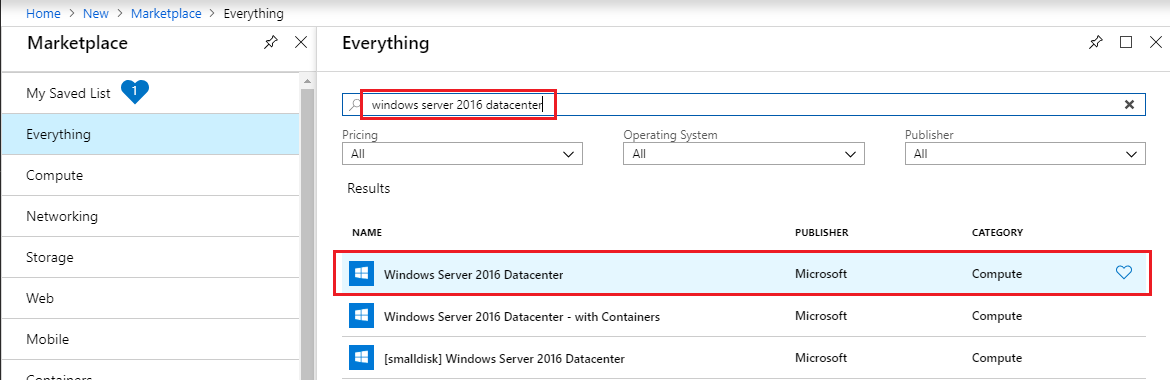 Home > New > Marketplace > Everything
Marketplace
My Saved List 1
Everything
Compute
Networking
Storage
Web
Mobile
Containers
Everything
windows server 2016 datacenter
Pricing Operating System Publisher
All All All
Results
NAME PUBLISHER CATEGORY
Windows Server 2016 Datacenter Microsoft Compute
Windows Server 2016 Datacenter - with Containers Microsoft Compute
[smalldisk] Windows Server 2016 Datacenter Microsoft Compute